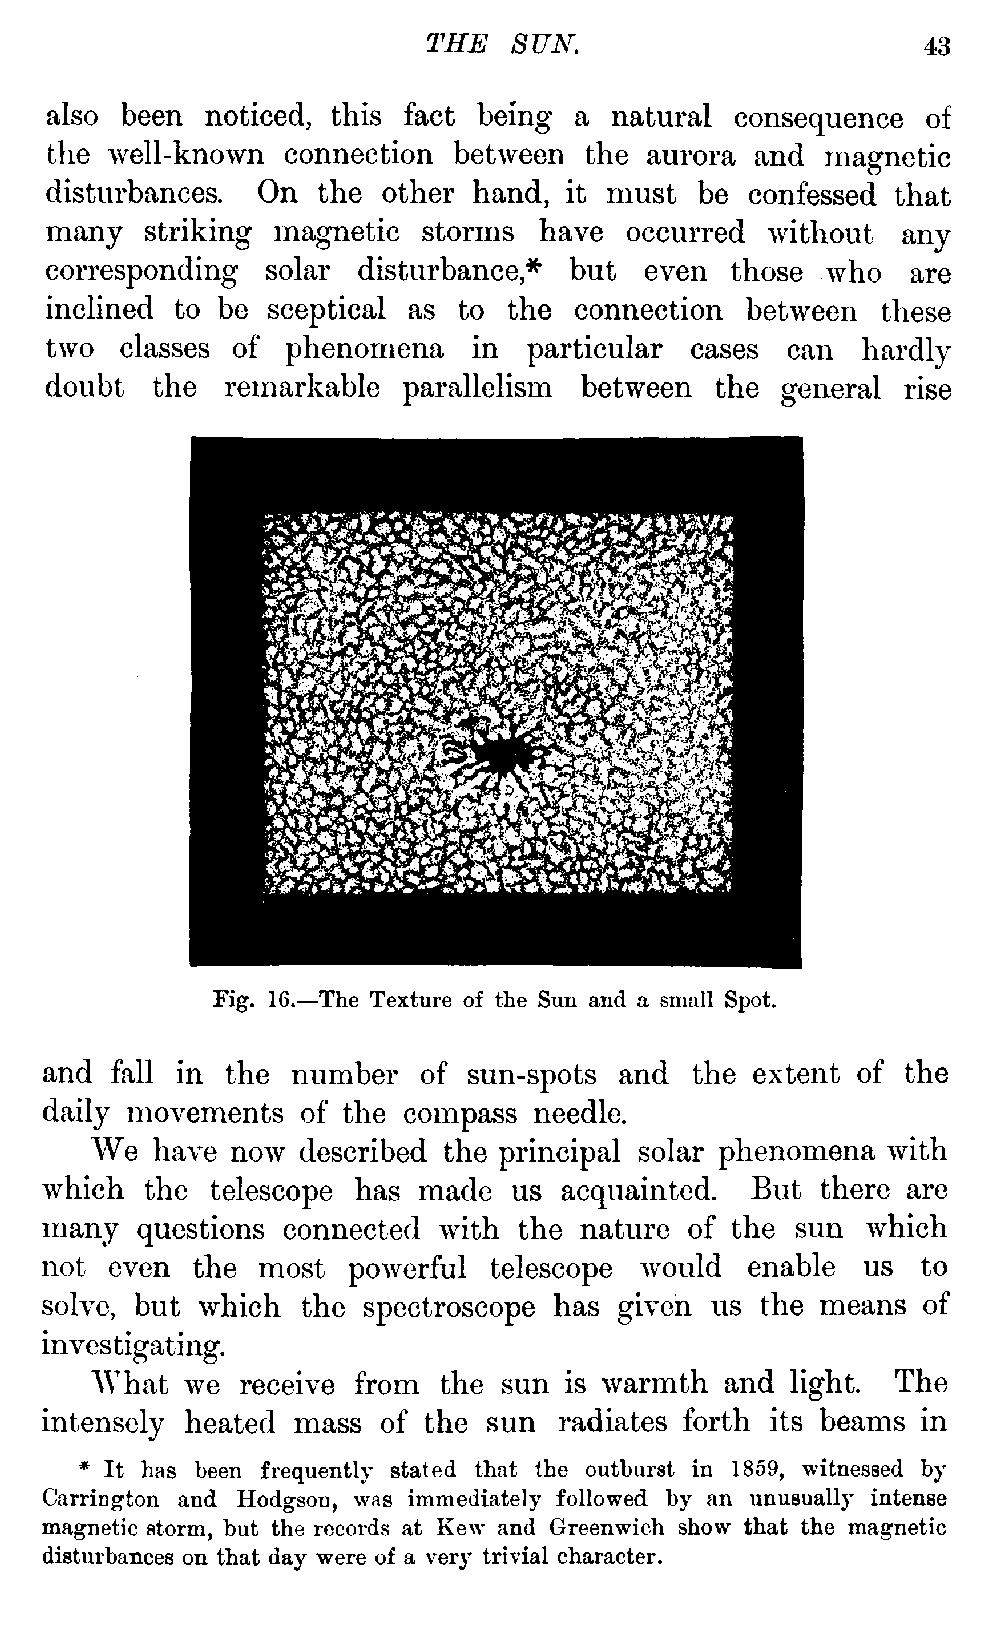 THE SUN. 43
also been noticed, this fact being a natural consequence of
the well-known connection between the aurora and magnetic
disturbances. On the other hand, it must be confessed that
many striking magnetic storms have occurred without any
corresponding solar disturbance,* but even those who are
inclined to be sceptical as to the connection between these
two classes of phenomena in particular cases can hardly
doubt the remarkable parallelism between the general rise
Fig. 16.—The Texture of the Sun and a small Spot.
and fall in the number of sun-spots and the extent of the
daily movements of the compass needle.
We have now described the principal solar phenomena with
which the telescope has made us acquainted. But there are
many questions connected with the nature of the sun which
not even the most powerful telescope would enable us to
solve, but which the spectroscope has given us the means of
investigating.
What we receive from the sun is warmth and light. The
intensely heated mass of the sun radiates forth its beams in
* It has been frequently stated that the outburst in 1859, witnessed by
Carrington and Hodgson, was immediately followed by an unusually intense
magnetic storm, but the records at Kew and Greenwich show that the magnetic
disturbances on that day were of a very trivial character.